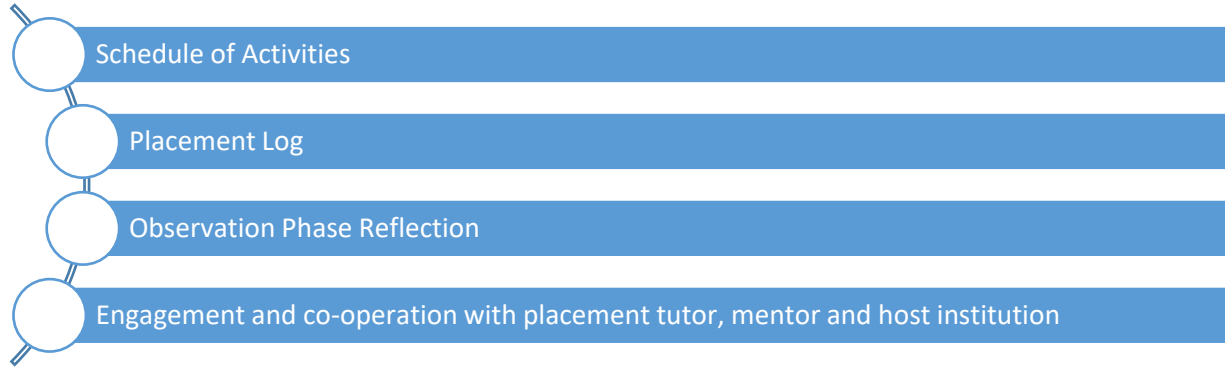 Schedule of Activities
Placement Log
Observation Phase Reflection
Engagement and co-operation with placement tutor, mentor and host institution